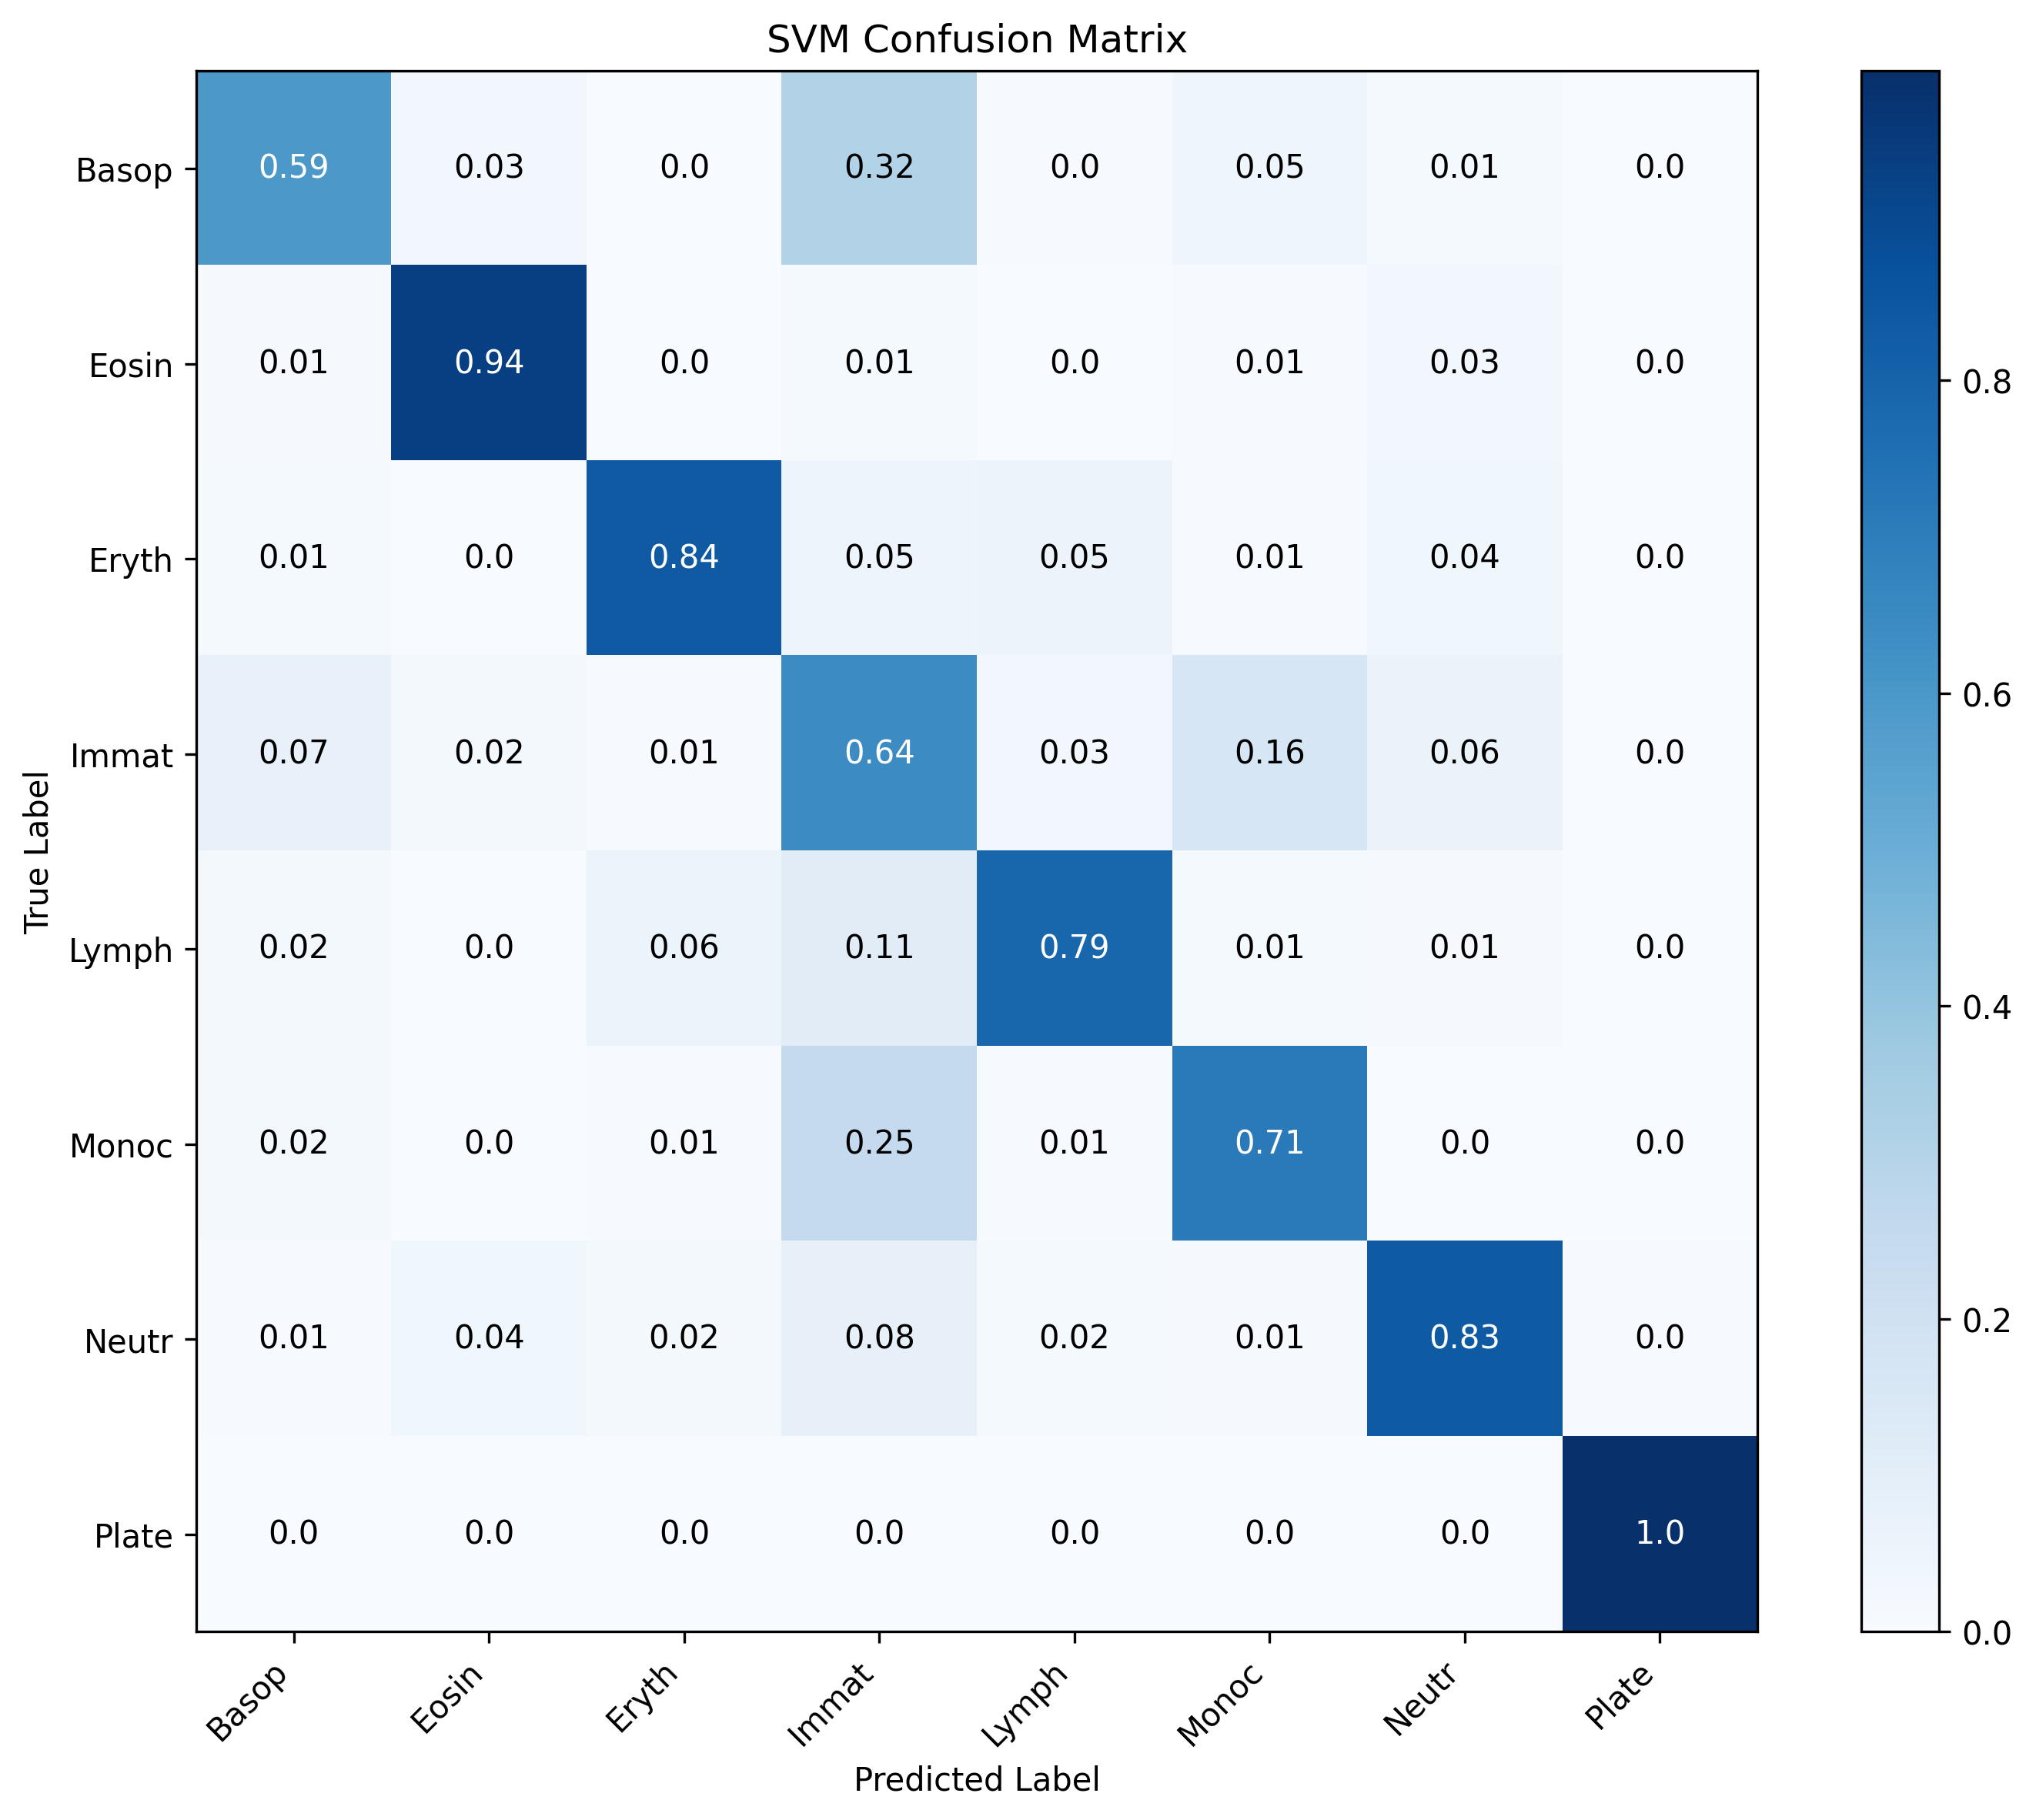 SVM Confusion Matrix
Basop 0.59 0.03 0.0 0.32 0.0 0.05 0.01 0.0
Eosin 0.01 0.94 0.0 0.01 0.0 0.01 0.03 0.0
Eryth 0.01 0.0 0.84 0.05 0.05 0.01 0.04 0.0
Immat 0.07 0.02 0.01 0.64 0.03 0.16 0.06 0.0
Lymph 0.02 0.0 0.06 0.11 0.79 0.01 0.01 0.0
Monoc 0.02 0.0 0.01 0.25 0.01 0.71 0.0 0.0
Neutr 0.01 0.04 0.02 0.08 0.02 0.01 0.83 0.0
Plate 0.0 0.0 0.0 0.0 0.0 0.0 0.0 1.0
Basop Eosin Eryth Immat Lymph Monoc Neutr Plate
Predicted Label
True Label
0.8
0.6
0.4
0.2
0.0